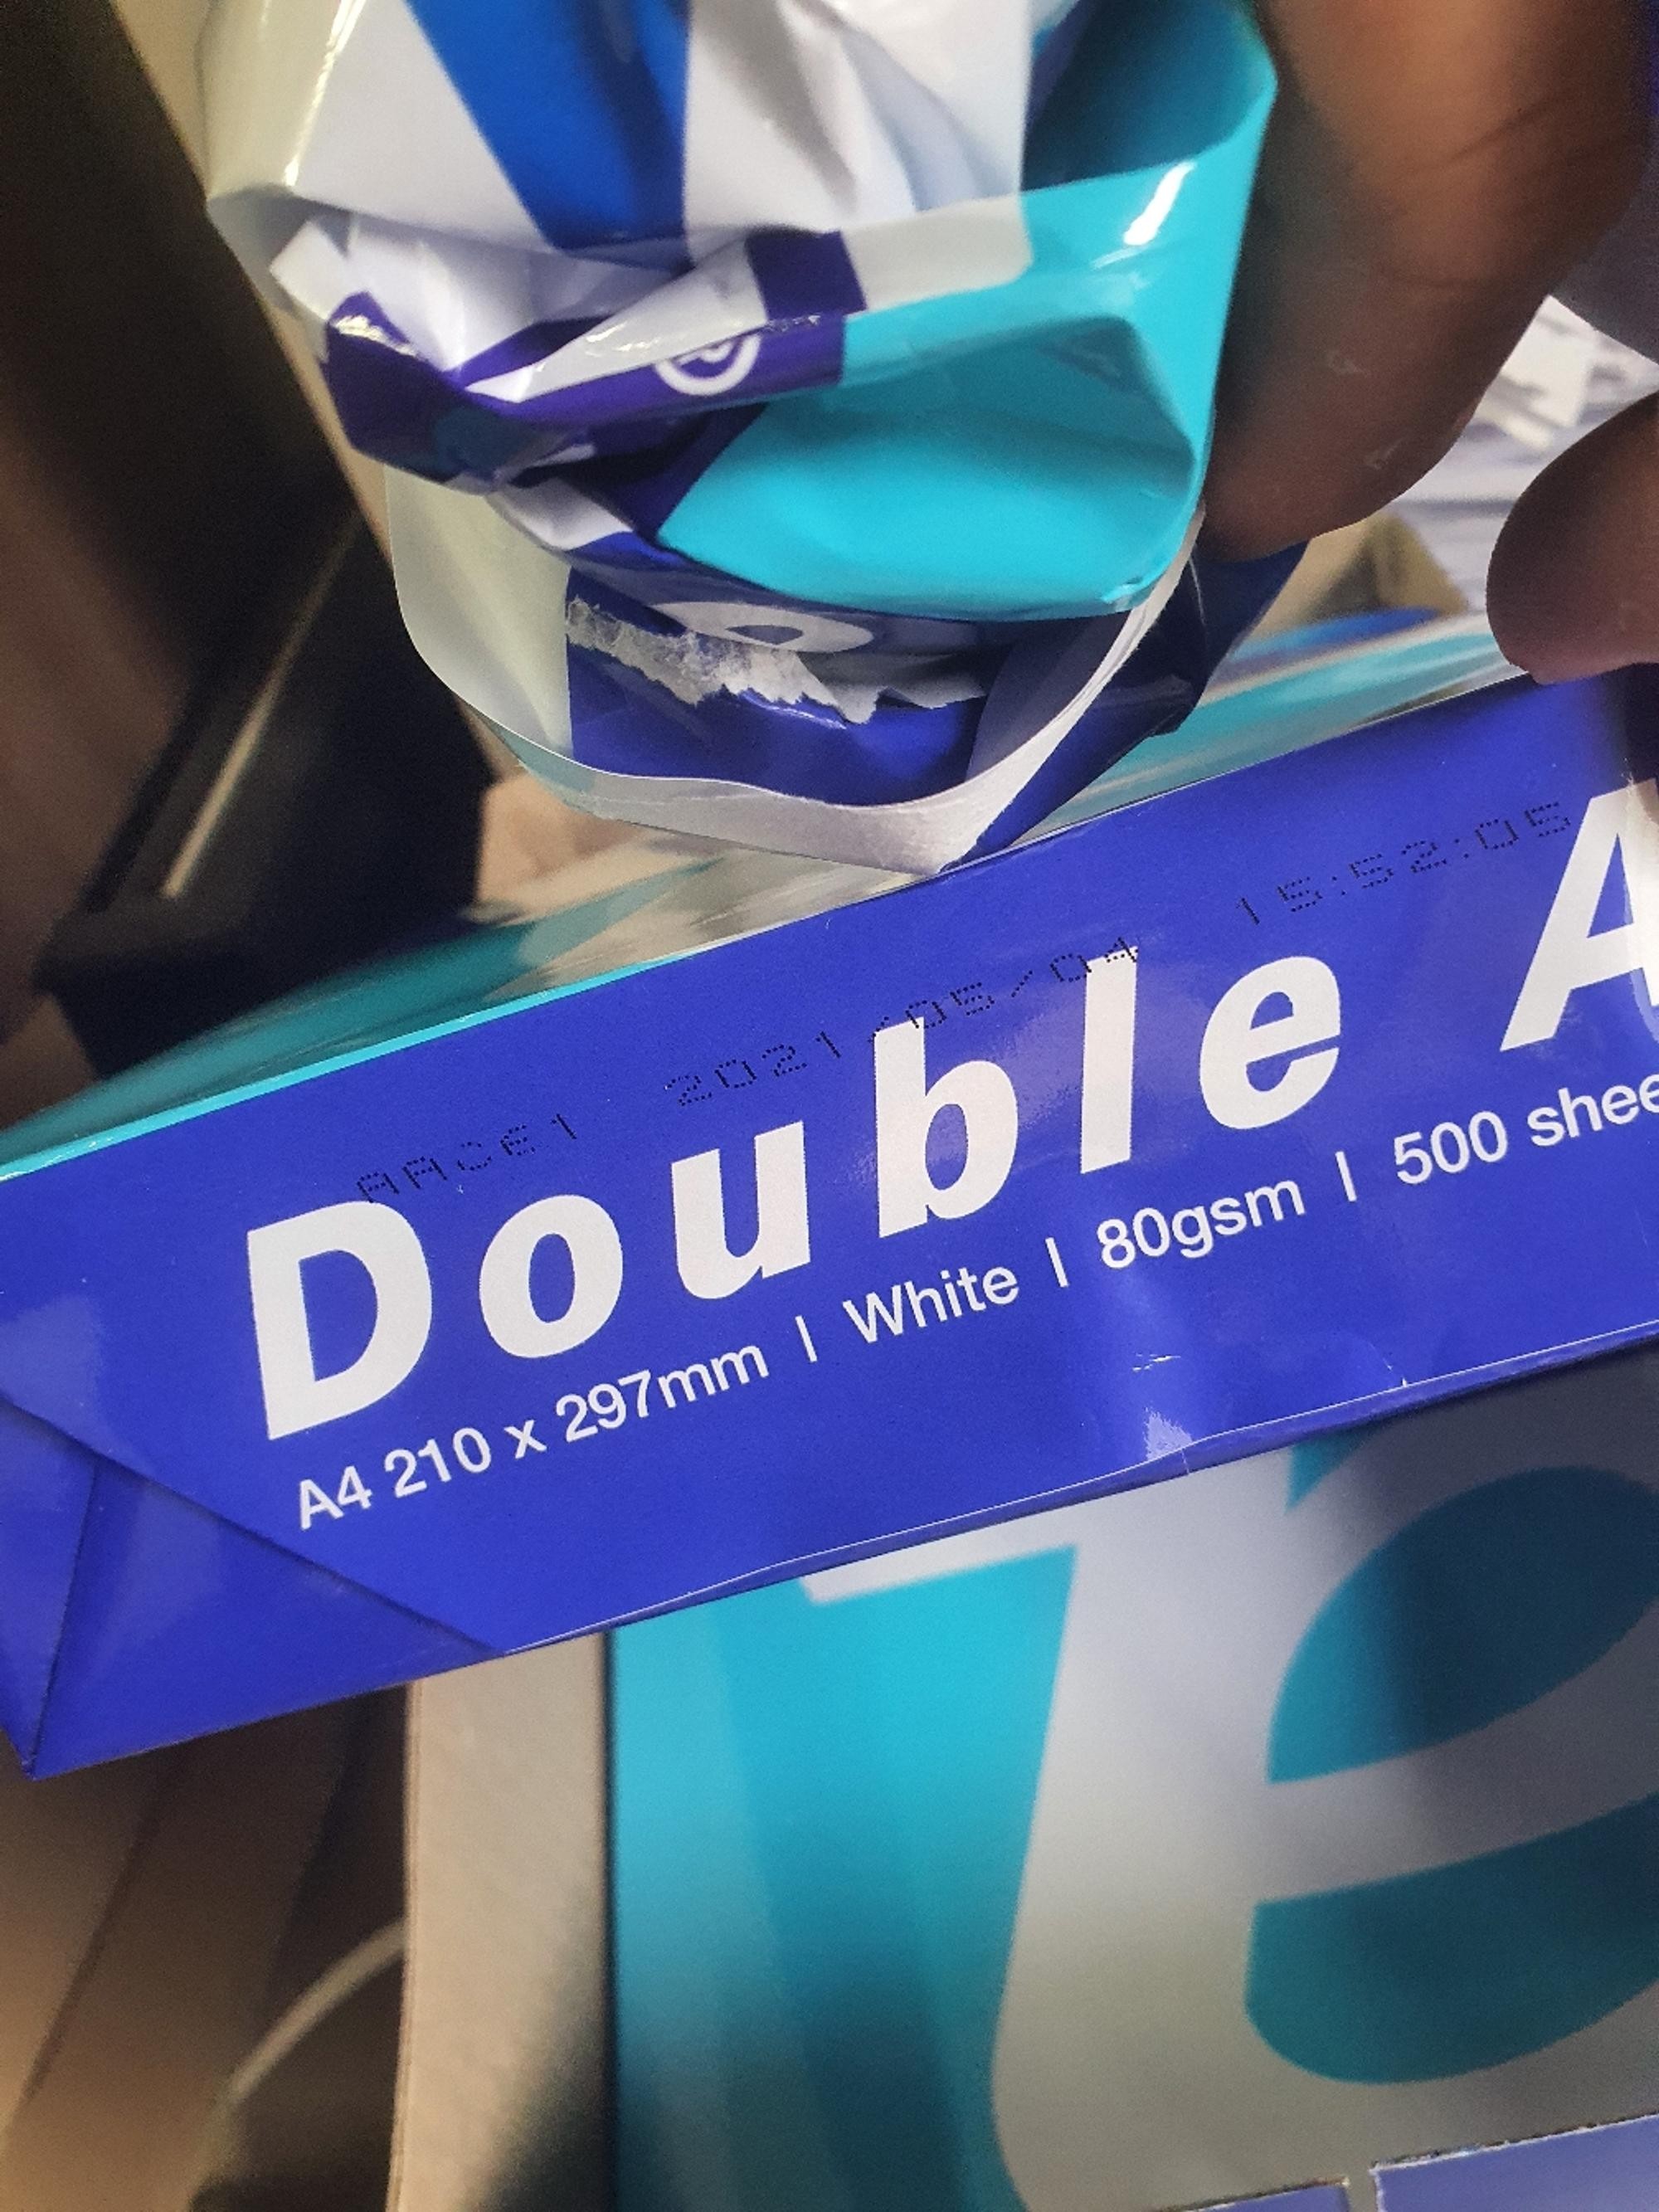 ®
AACE1 2021/05/04 15:52:05
Double A
A4 210 x 297mm | White | 80gsm | 500 shee